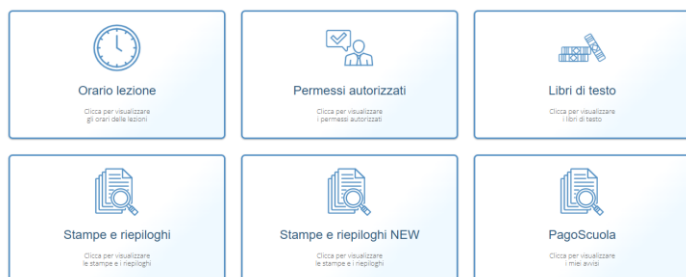 Orario lezione
Clicca per visualizzare
gli orari delle lezioni
Permessi autorizzati
Clicca per visualizzare
i permessi autorizzati
Libri di testo
Clicca per visualizzare
i libri di testo
Stampe e riepiloghi
Clicca per visualizzare
le stampe e i riepiloghi
Stampe e riepiloghi NEW
Clicca per visualizzare
le stampe e i riepiloghi
PagoScuola
Clicca per visualizzare
i miei avvisi